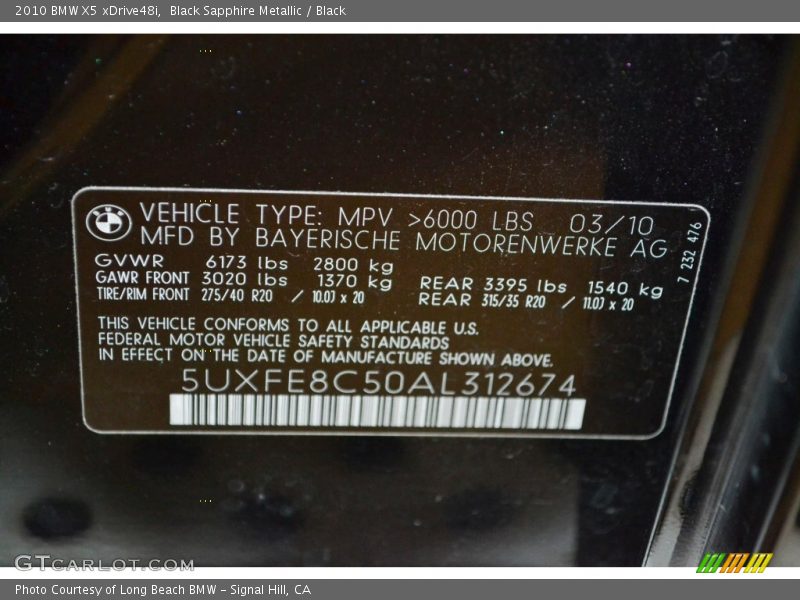 2010 BMW X5 xDrive48i,  Black Sapphire Metallic / Black
VEHICLE TYPE: MPV >6000 LBS 03/10
MFD BY BAYERISCHE MOTORENWERKE AG
GVWR 6173 lbs 2800 kg
GAWR FRONT 3020 lbs 1370 kg REAR 3395 lbs 1540 kg
TIRE/RIM FRONT 275/40 R20 / 10.0J x 20 REAR 315/35 R20 / 11.0J x 20
7 232 476
THIS VEHICLE CONFORMS TO ALL APPLICABLE U.S.
FEDERAL MOTOR VEHICLE SAFETY STANDARDS
IN EFFECT ON THE DATE OF MANUFACTURE SHOWN ABOVE.
5UXFE8C50AL312674
GTCARLOT.COM
Photo Courtesy of Long Beach BMW - Signal Hill, CA